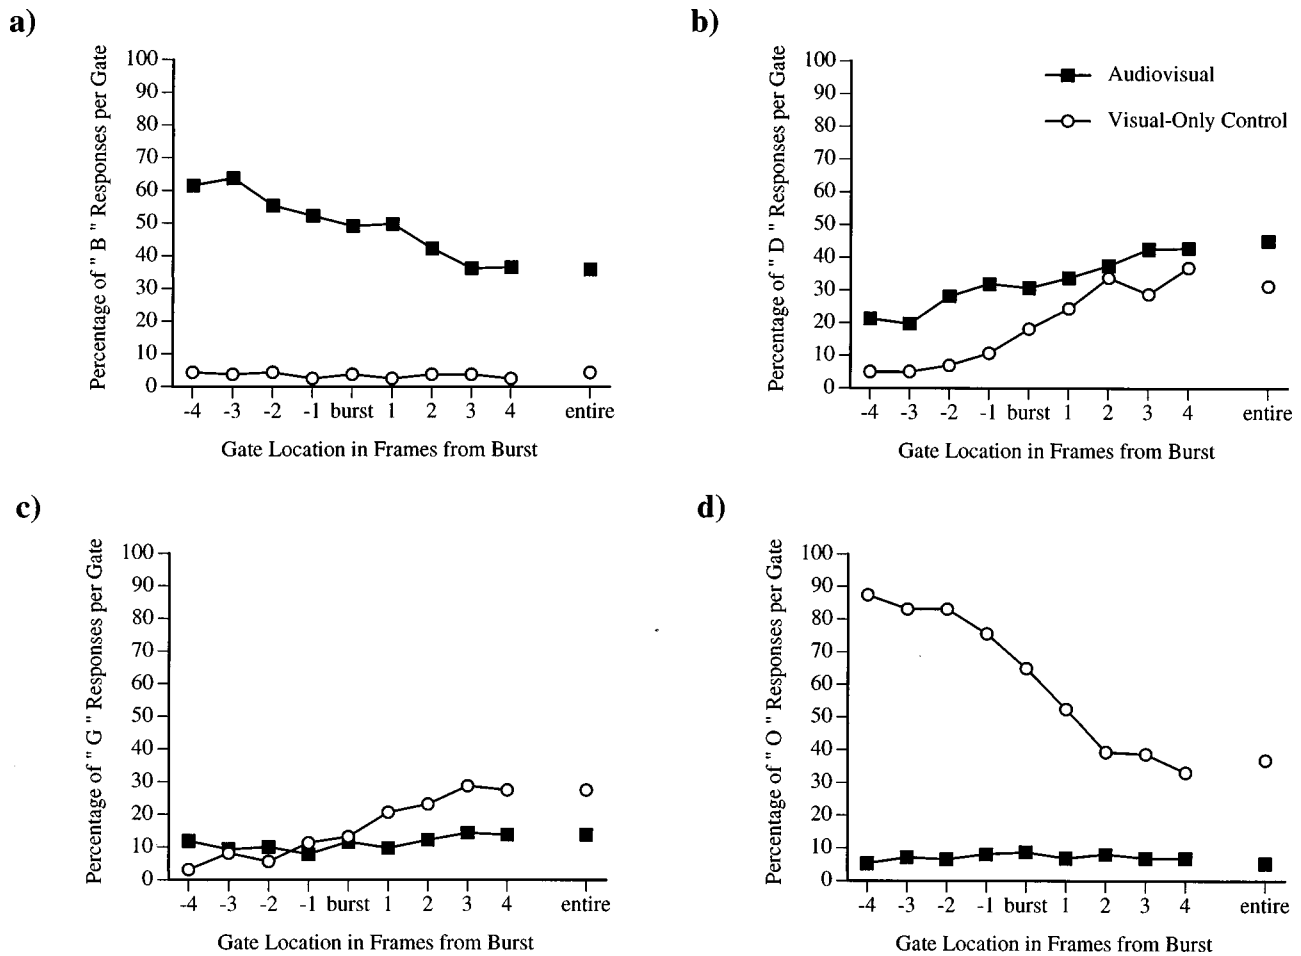 a)
Percentage of " B " Responses per Gate
100
90
80
70
60
50
40
30
20
10
0
-4 -3 -2 -1 burst 1 2 3 4 entire
Gate Location in Frames from Burst
b)
Percentage of " D " Responses per Gate
100
90
80
70
60
50
40
30
20
10
0
Audiovisual
Visual-Only Control
-4 -3 -2 -1 burst 1 2 3 4 entire
Gate Location in Frames from Burst
c)
Percentage of " G " Responses per Gate
100
90
80
70
60
50
40
30
20
10
0
-4 -3 -2 -1 burst 1 2 3 4 entire
Gate Location in Frames from Burst
d)
Percentage of " O " Responses per Gate
100
90
80
70
60
50
40
30
20
10
0
-4 -3 -2 -1 burst 1 2 3 4 entire
Gate Location in Frames from Burst